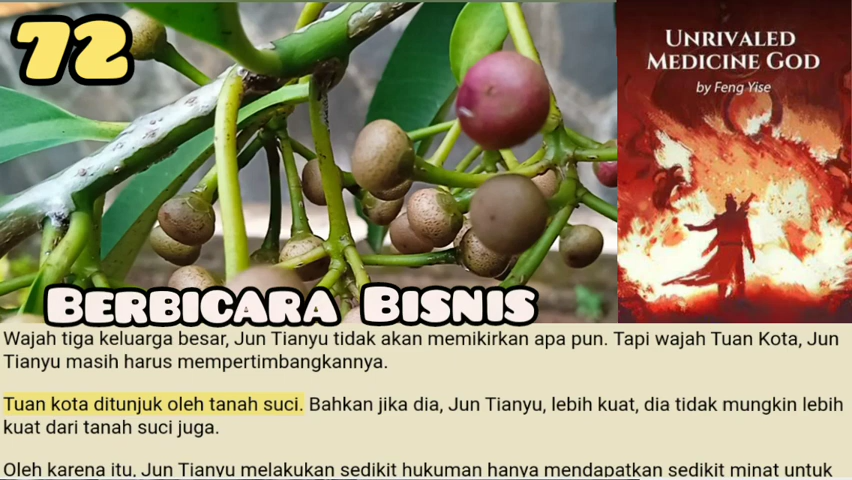 72
UNRIVALED
MEDICINE GOD
by Feng Yise
BERBICARA BISNIS
Wajah tiga keluarga besar, Jun Tianyu tidak akan memikirkan apa pun. Tapi wajah Tuan Kota, Jun
Tianyu masih harus mempertimbangkannya.
Tuan kota ditunjuk oleh tanah suci. Bahkan jika dia, Jun Tianyu, lebih kuat, dia tidak mungkin lebih
kuat dari tanah suci juga.
Oleh karena itu, Jun Tianyu melakukan sedikit hukuman hanya mendapatkan sedikit minat untuk